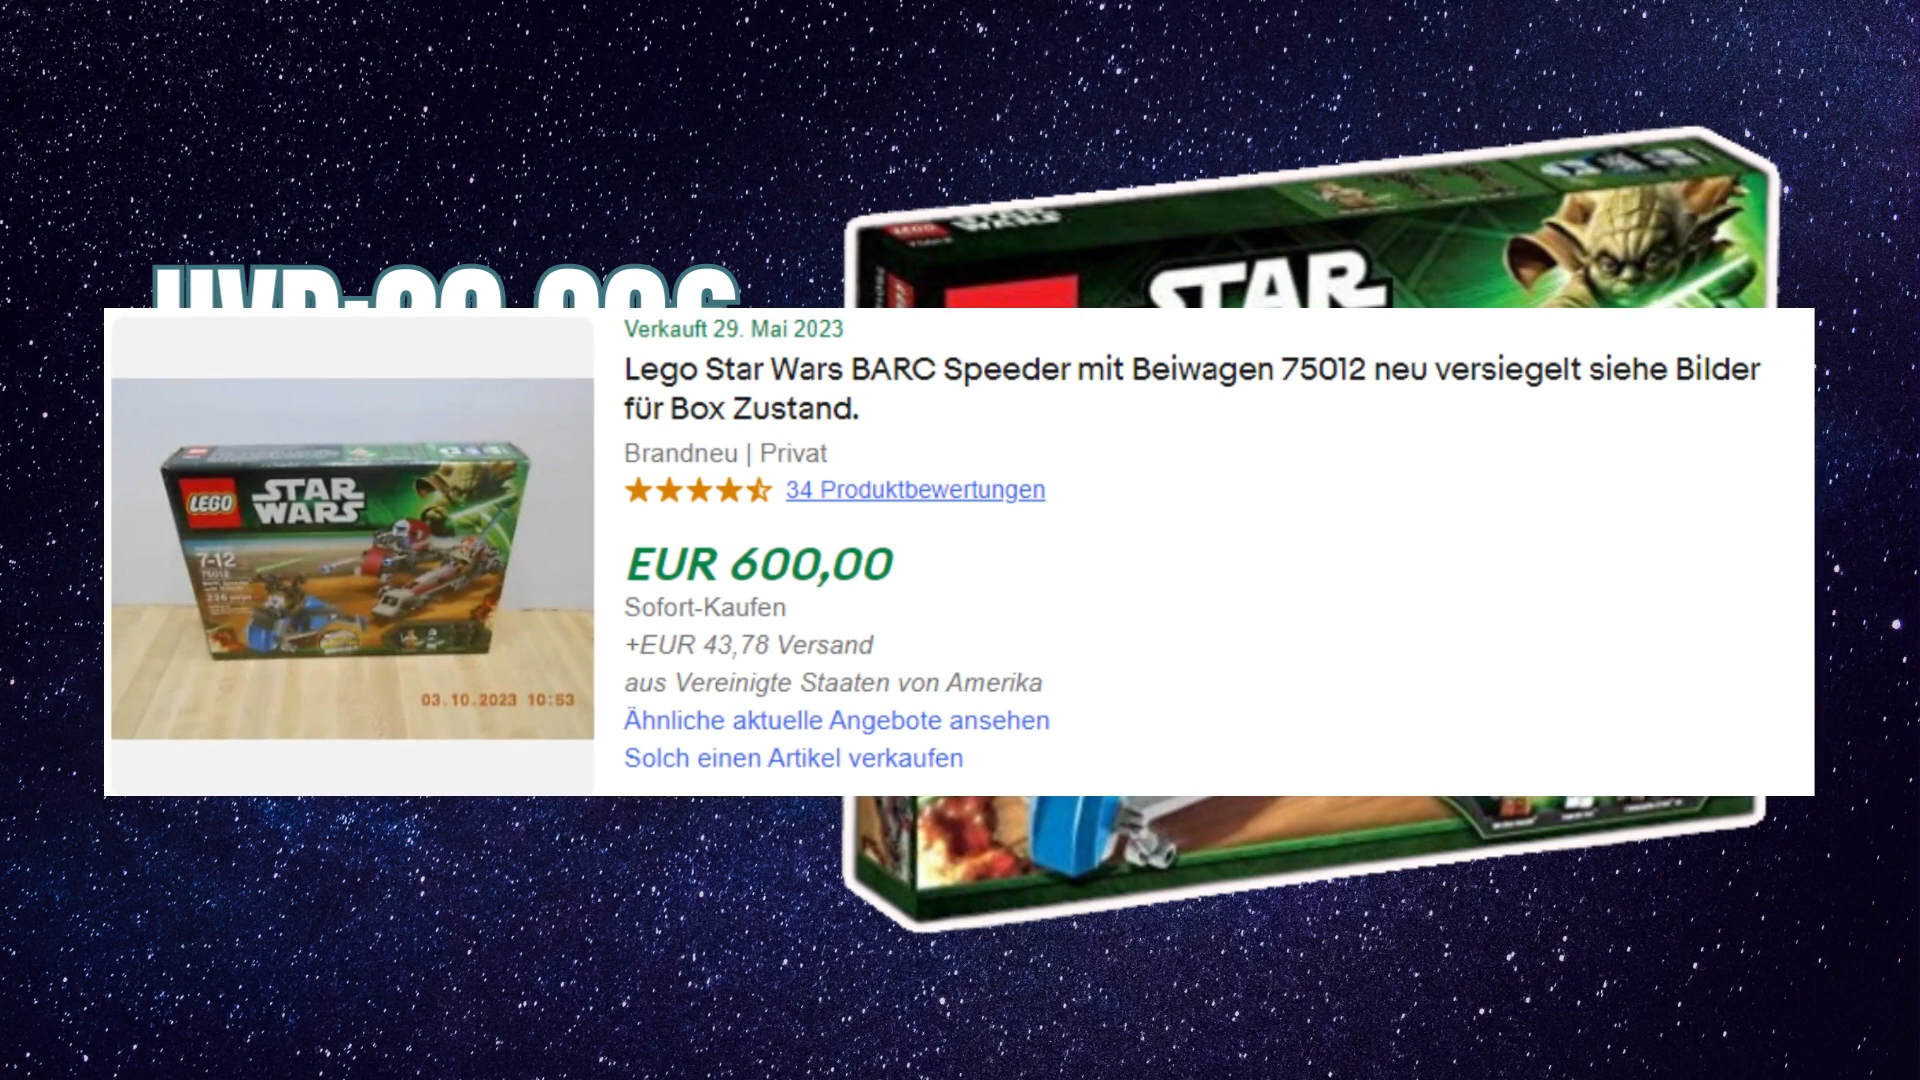 STAR
Verkauft 29. Mai 2023
Lego Star Wars BARC Speeder mit Beiwagen 75012 neu versiegelt siehe Bilder
für Box Zustand.
Brandneu | Privat
34 Produktbewertungen
EUR 600,00
Sofort-Kaufen
+EUR 43,78 Versand
aus Vereinigte Staaten von Amerika
Ähnliche aktuelle Angebote ansehen
Solch einen Artikel verkaufen
LEGO
STAR
WARS
7-12
75012
03.10.2023 10:53